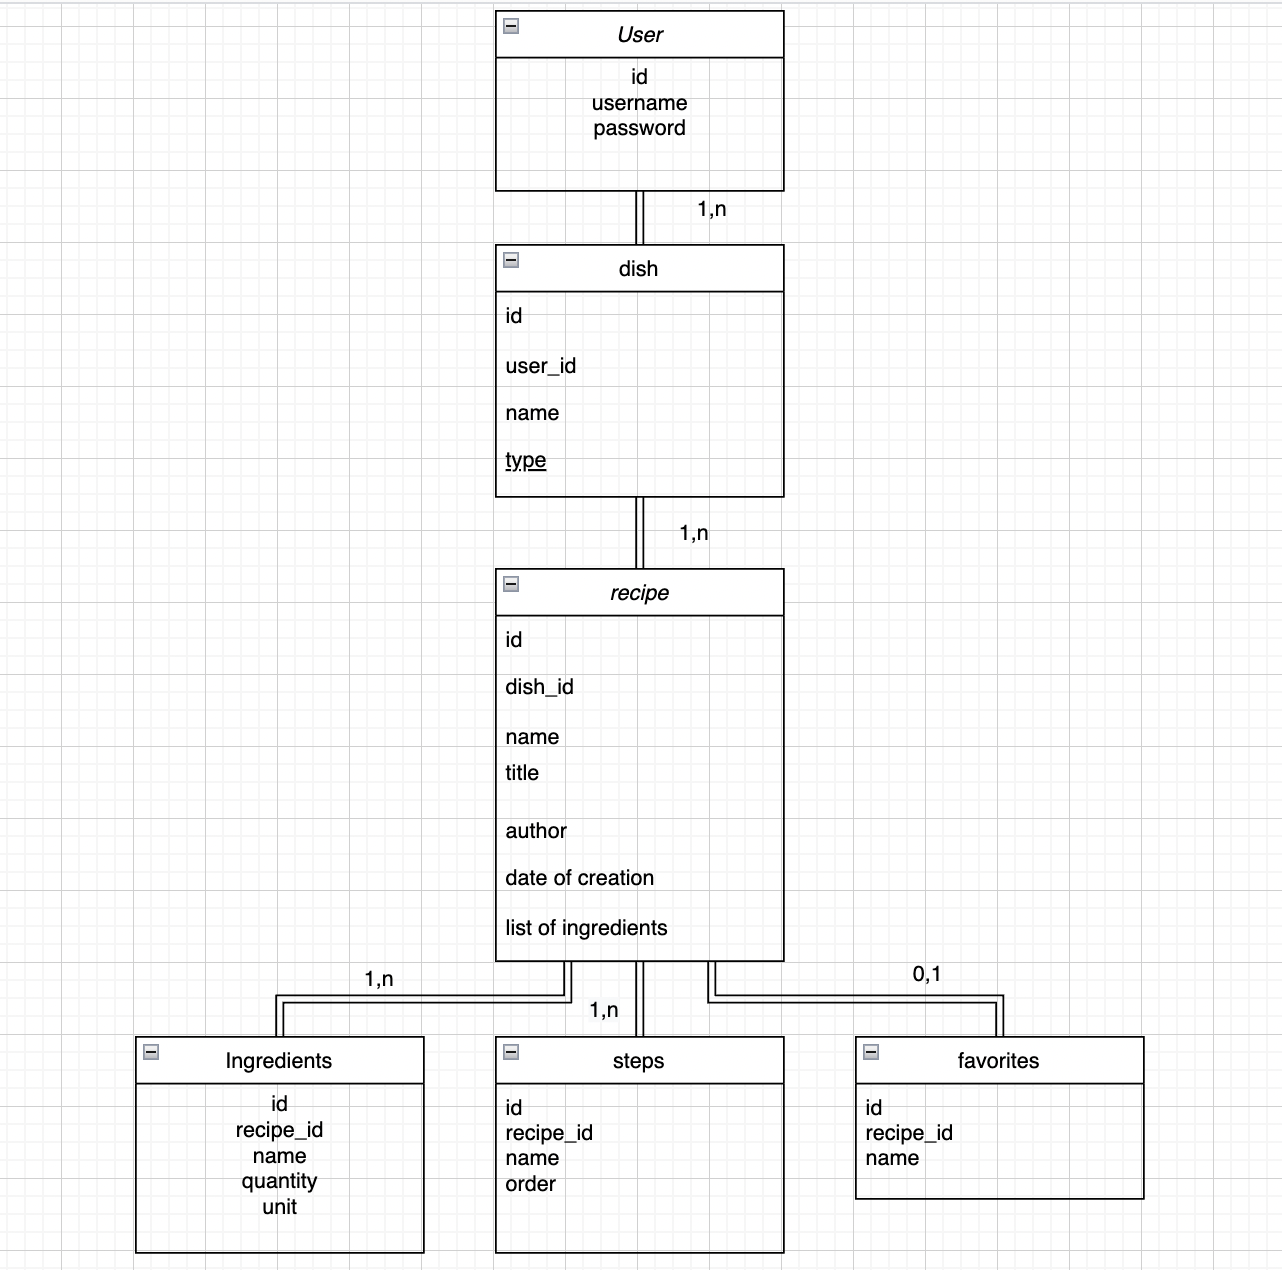 User
id
username
password
1,n
dish
id
user_id
name
type
1,n
recipe
id
dish_id
name
title
author
date of creation
list of ingredients
1,n
1,n
0,1
Ingredients
id
recipe_id
name
quantity
unit
steps
id
recipe_id
name
order
favorites
id
recipe_id
name